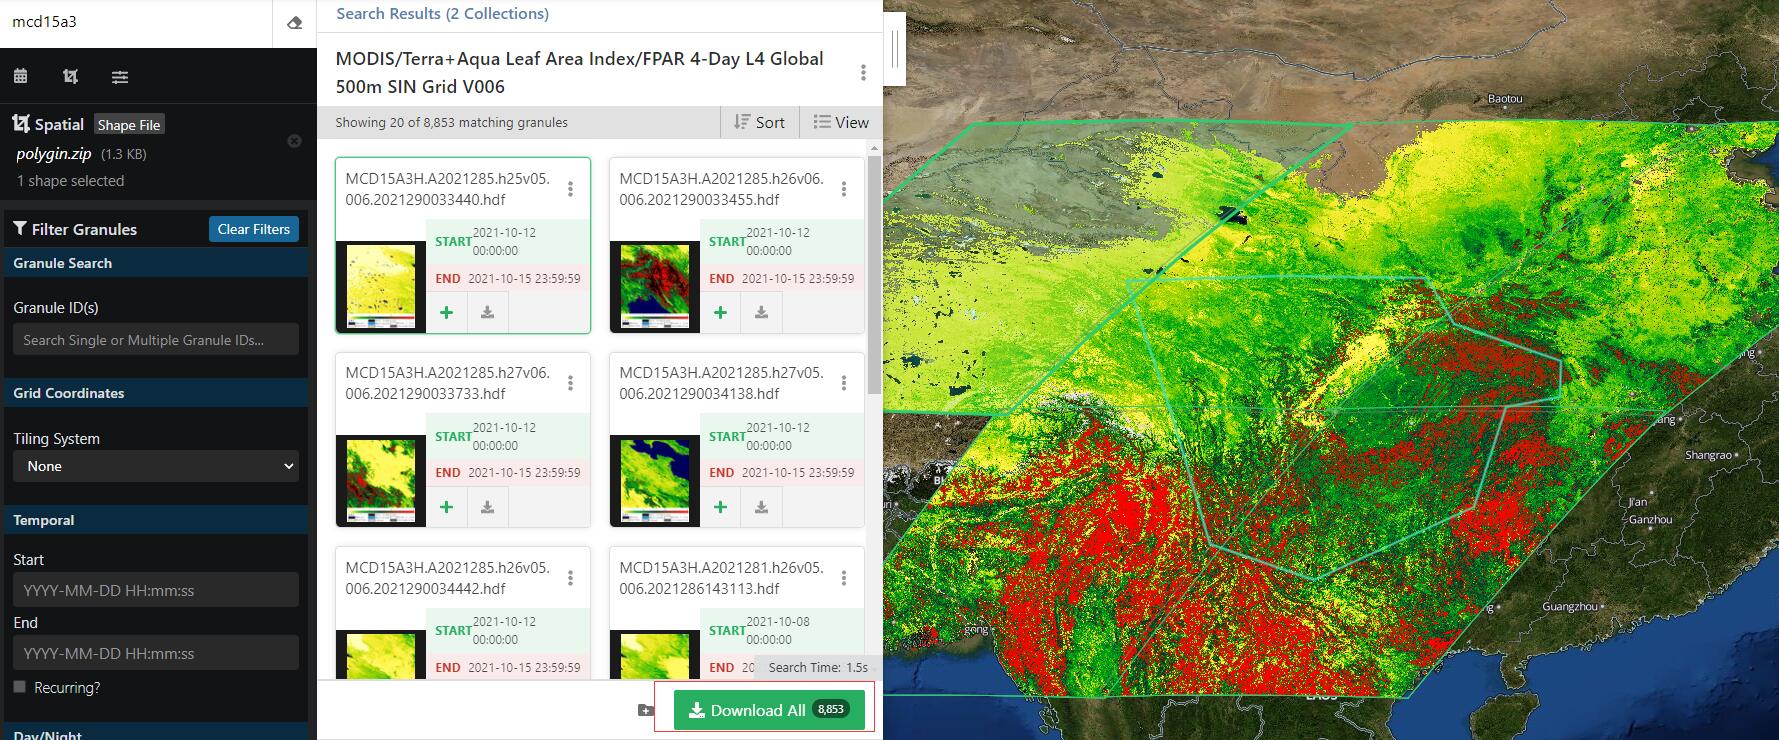 mcd15a3
Spatial Shape File
polygin.zip (1.3 KB)
1 shape selected
Filter Granules Clear Filters
Granule Search
Granule ID(s)
Search Single or Multiple Granule IDs...
Grid Coordinates
Tiling System
None
Temporal
Start
YYYY-MM-DD HH:mm:ss
End
YYYY-MM-DD HH:mm:ss
Recurring?
Day/Night
Search Results (2 Collections)
MODIS/Terra+Aqua Leaf Area Index/FPAR 4-Day L4 Global
500m SIN Grid V006
Showing 20 of 8,853 matching granules Sort View
MCD15A3H.A2021285.h25v05.
006.2021290033440.hdf
START 2021-10-12
00:00:00
END 2021-10-15 23:59:59
MCD15A3H.A2021285.h26v06.
006.2021290033455.hdf
START 2021-10-12
00:00:00
END 2021-10-15 23:59:59
MCD15A3H.A2021285.h27v06.
006.2021290033733.hdf
START 2021-10-12
00:00:00
END 2021-10-15 23:59:59
MCD15A3H.A2021285.h27v05.
006.2021290034138.hdf
START 2021-10-12
00:00:00
END 2021-10-15 23:59:59
MCD15A3H.A2021285.h26v05.
006.2021290034442.hdf
START 2021-10-12
00:00:00
END 2021-10-15 23:59:59
MCD15A3H.A2021281.h26v05.
006.2021286143113.hdf
START 2021-10-08
00:00:00
END 20
Search Time: 1.5s
Download All 8,853
Baotou
Shangrao
Ji'an
Ganzhou
Guangzhou
LAOS